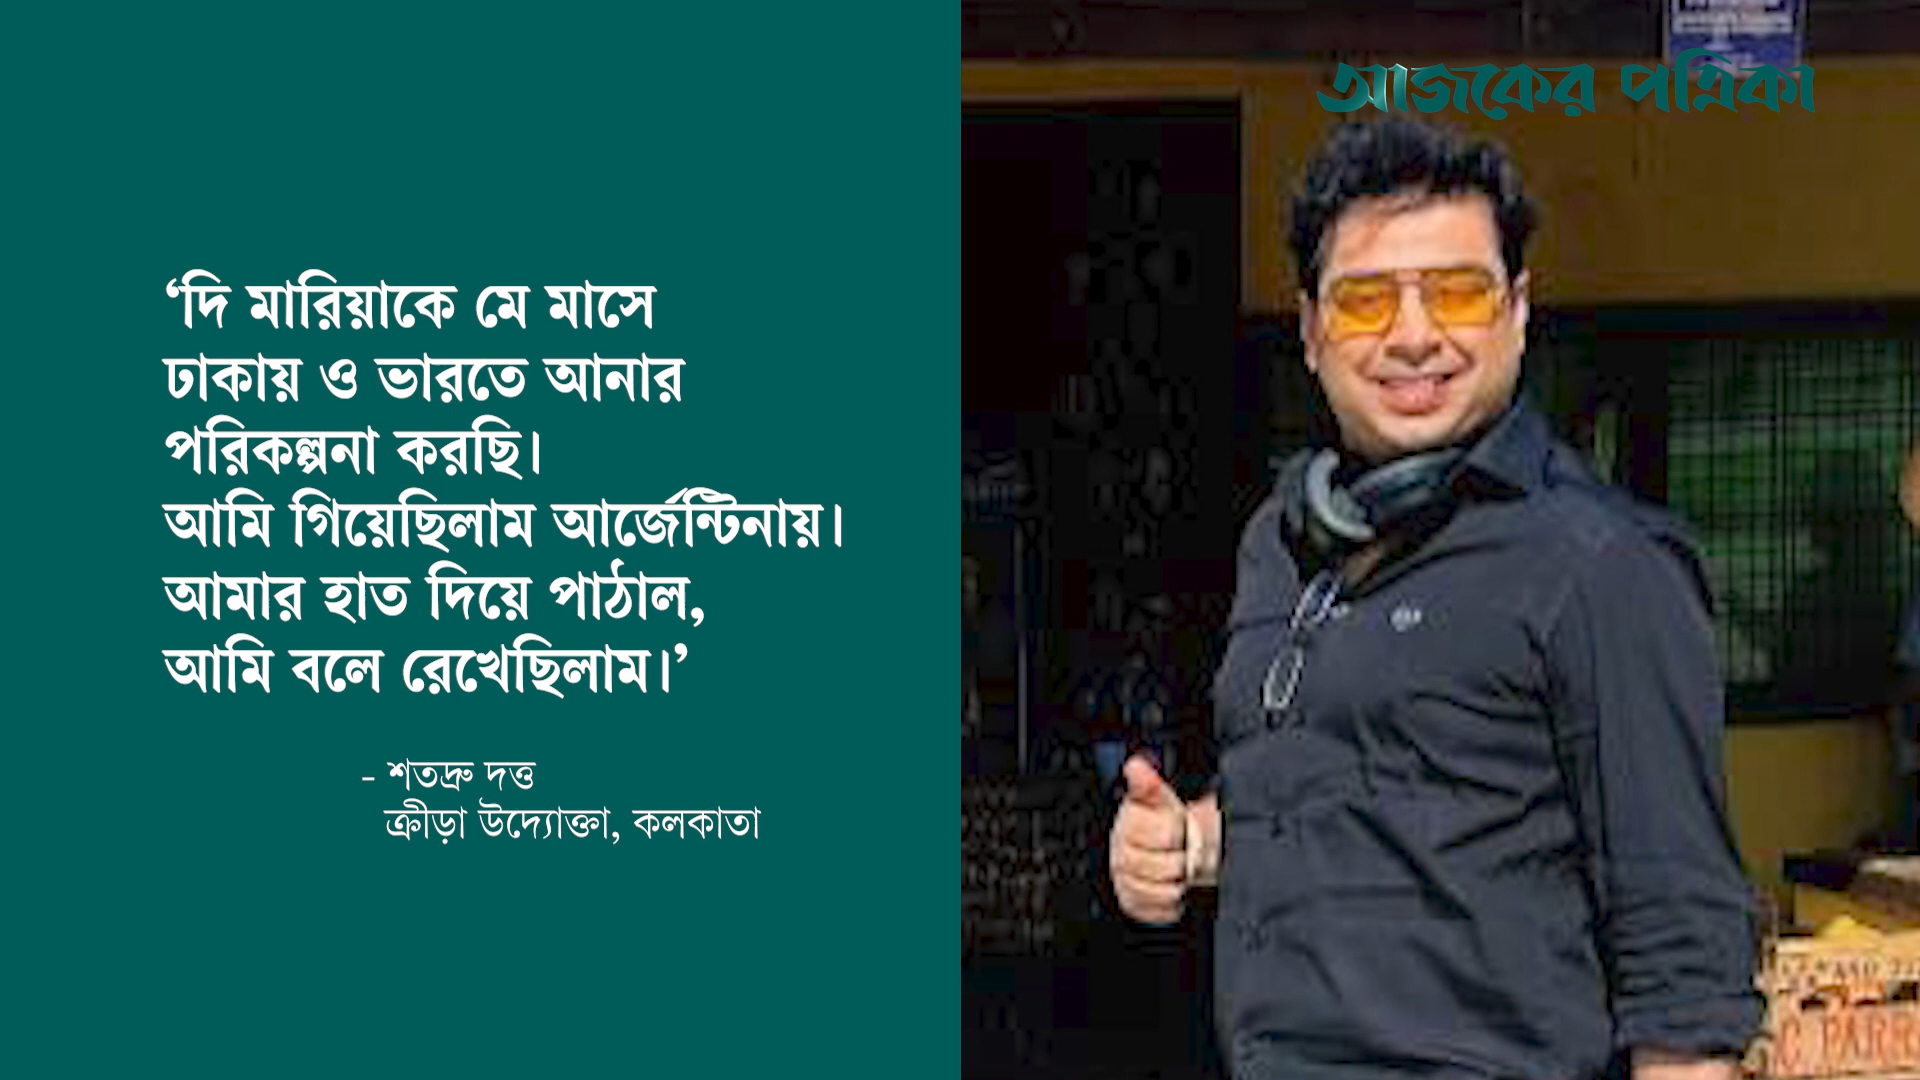 আজকের পত্রিকা
‘দি মারিয়াকে মে মাসে
ঢাকায় ও ভারতে আনার
পরিকল্পনা করছি।
আমি গিয়েছিলাম আর্জেন্টিনায়।
আমার হাত দিয়ে পাঠাল,
আমি বলে রেখেছিলাম।’
- শতদ্রু দত্ত
ক্রীড়া উদ্যোক্তা, কলকাতা